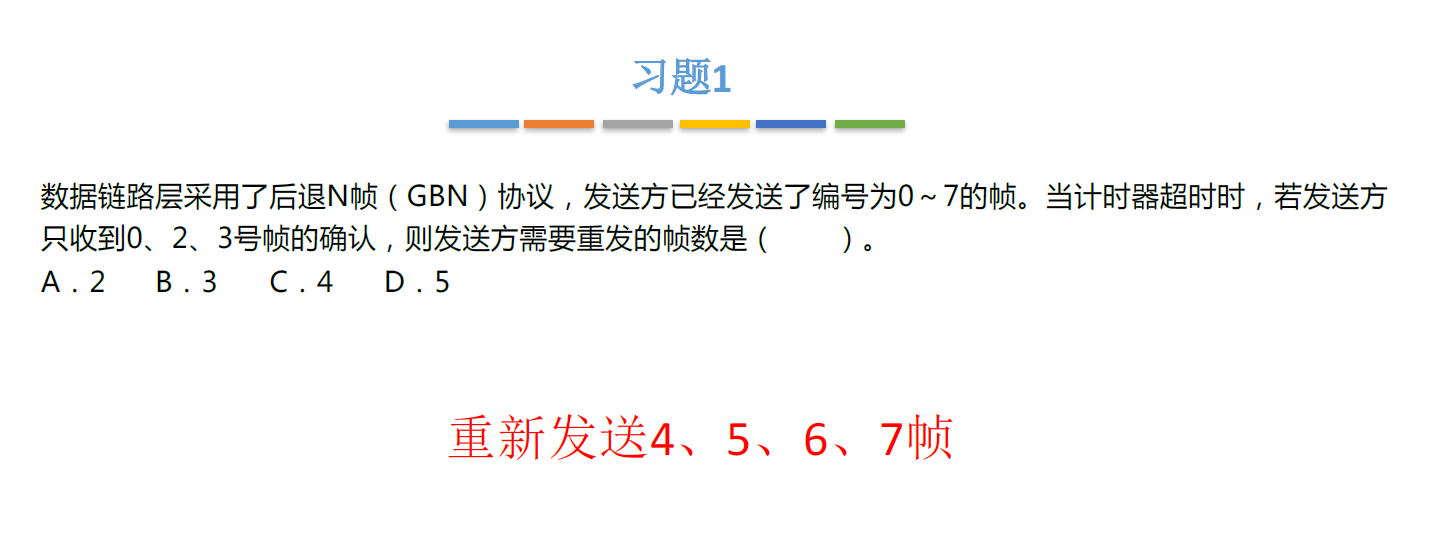 习题1
数据链路层采用了后退N帧（GBN）协议，发送方已经发送了编号为0～7的帧。当计时器超时时，若发送方
只收到0、2、3号帧的确认，则发送方需要重发的帧数是（　　）。
A．2　B．3　C．4　D．5
重新发送4、5、6、7帧